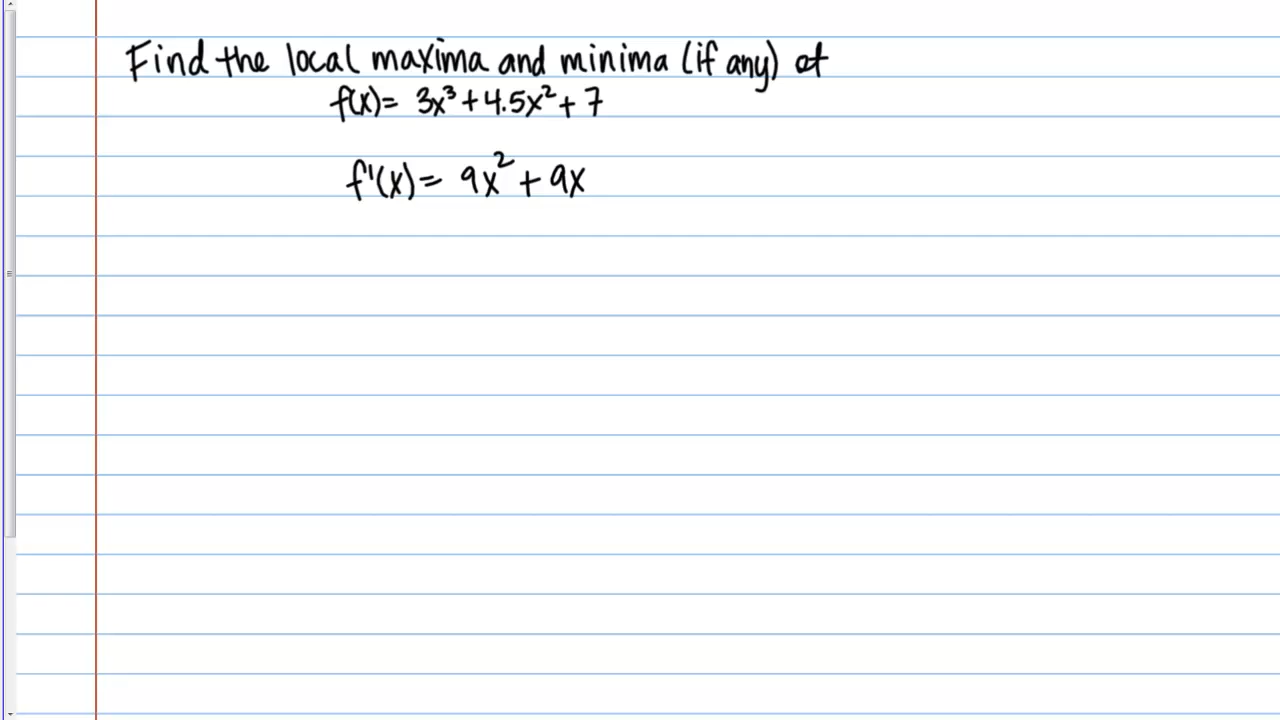 Find the local maxima and minima (if any) of
f(x)= 3x³ + 4.5x² + 7
f'(x)= 9x² + 9x